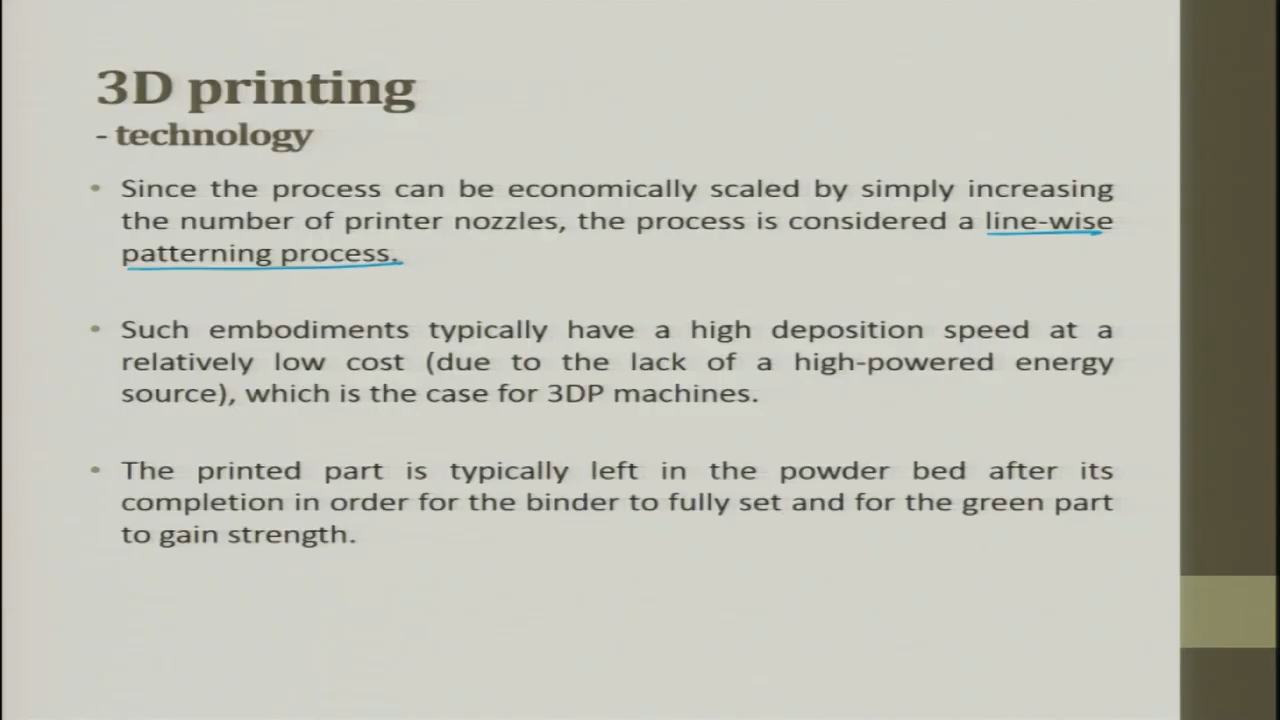 3D printing
- technology
• Since the process can be economically scaled by simply increasing
the number of printer nozzles, the process is considered a line-wise
patterning process.
• Such embodiments typically have a high deposition speed at a
relatively low cost (due to the lack of a high-powered energy
source), which is the case for 3DP machines.
• The printed part is typically left in the powder bed after its
completion in order for the binder to fully set and for the green part
to gain strength.